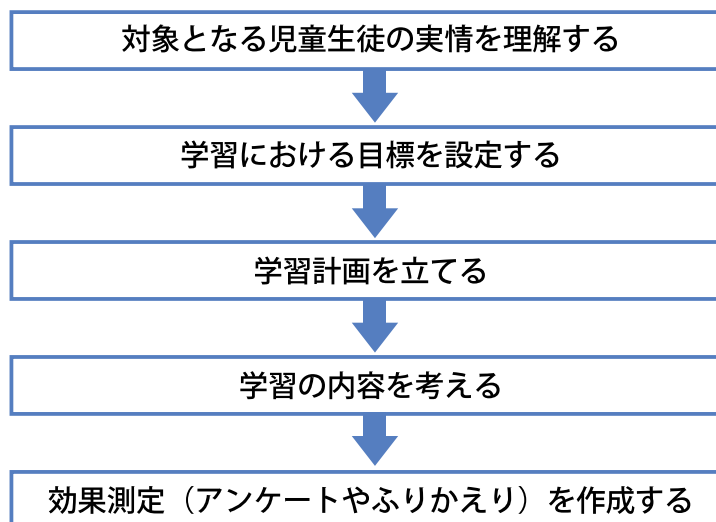 対象となる児童生徒の実情を理解する
学習における目標を設定する
学習計画を立てる
学習の内容を考える
効果測定（アンケートやふりかえり）を作成する